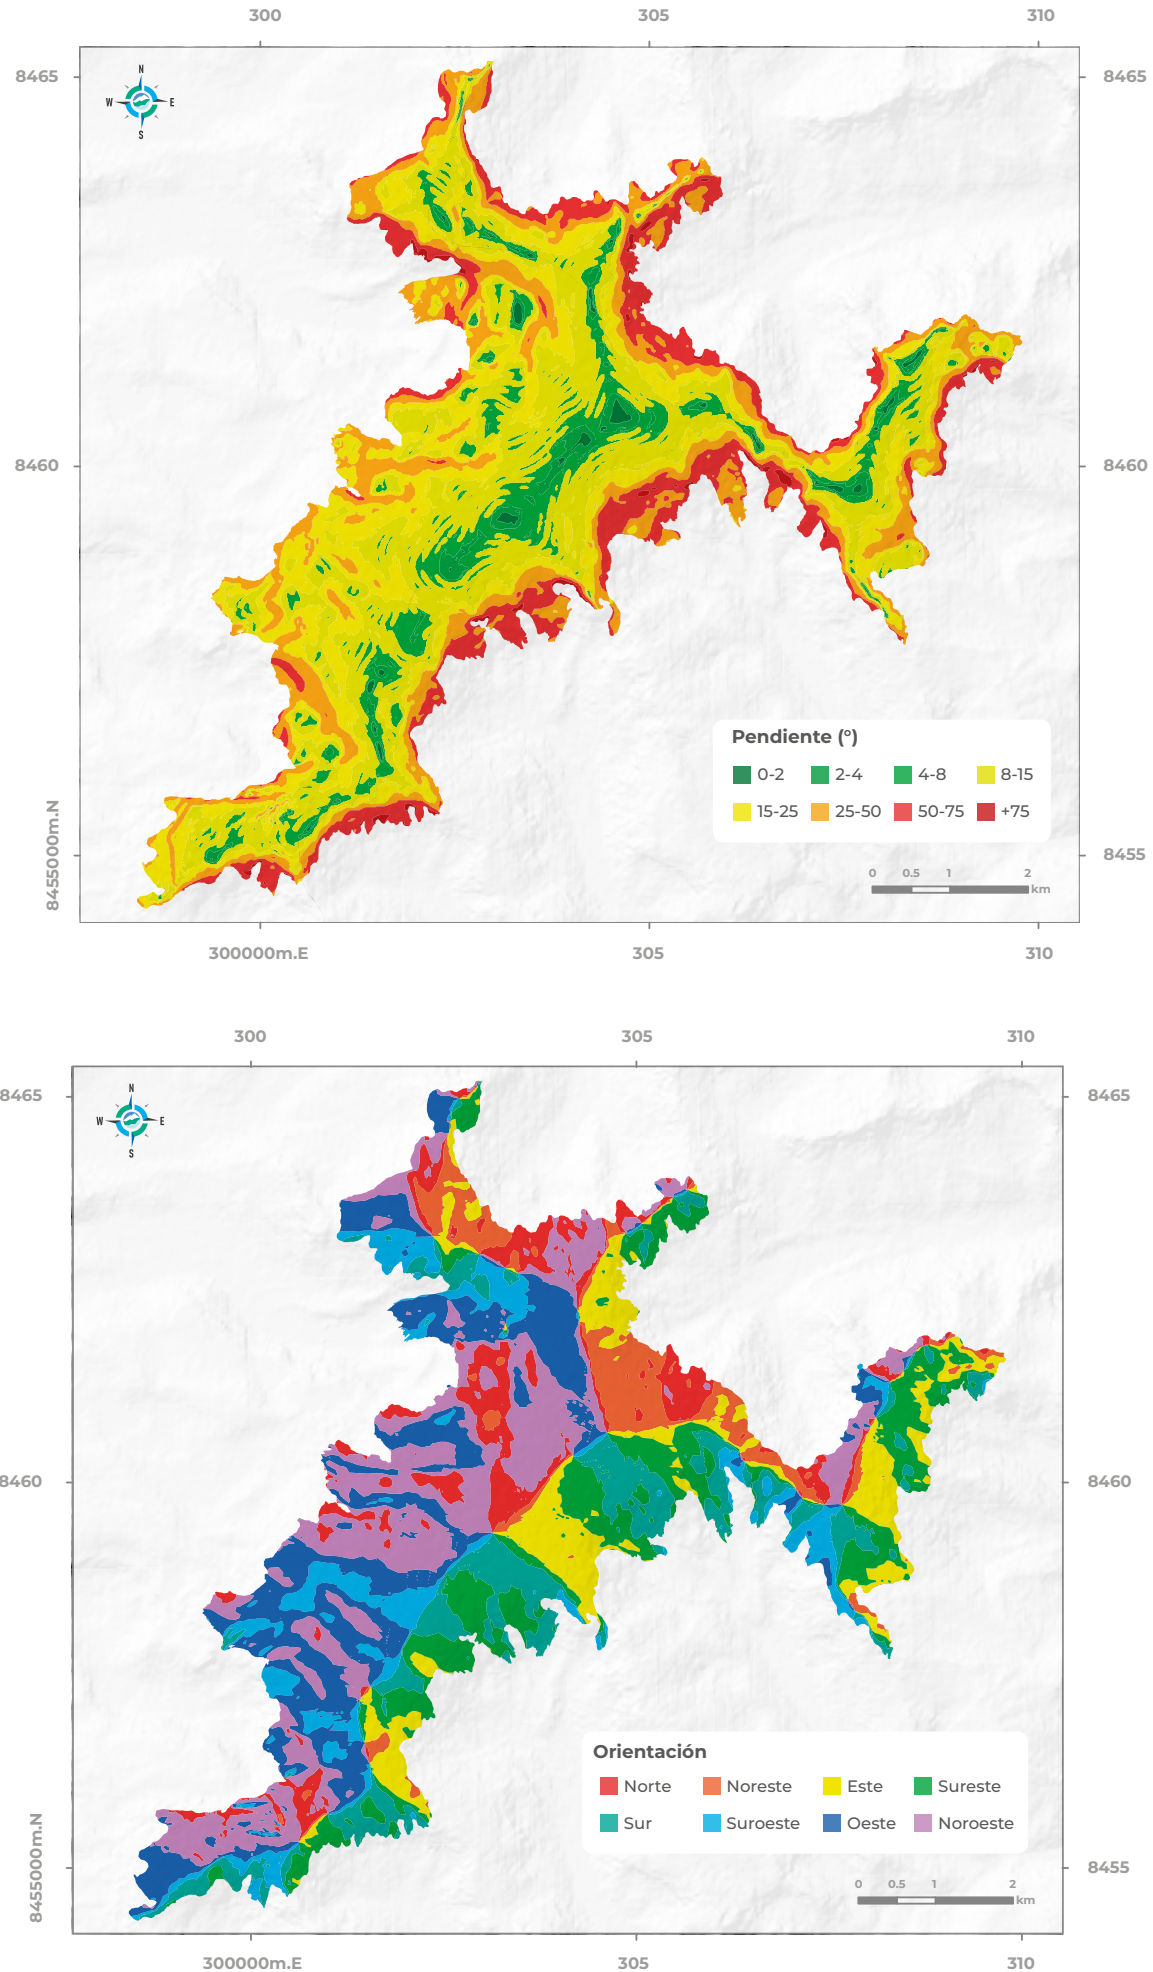 300 305 310
8465 8465
N
W E
S
8460 8460
Pendiente (°)
0-2 2-4 4-8 8-15
15-25 25-50 50-75 +75
8455000m.N 8455
0 0.5 1 2
km
300000m.E 305 310
300 305 310
8465 8465
N
W E
S
8460 8460
Orientación
Norte Noreste Este Sureste
Sur Suroeste Oeste Noroeste
8455000m.N 8455
0 0.5 1 2
km
300000m.E 305 310